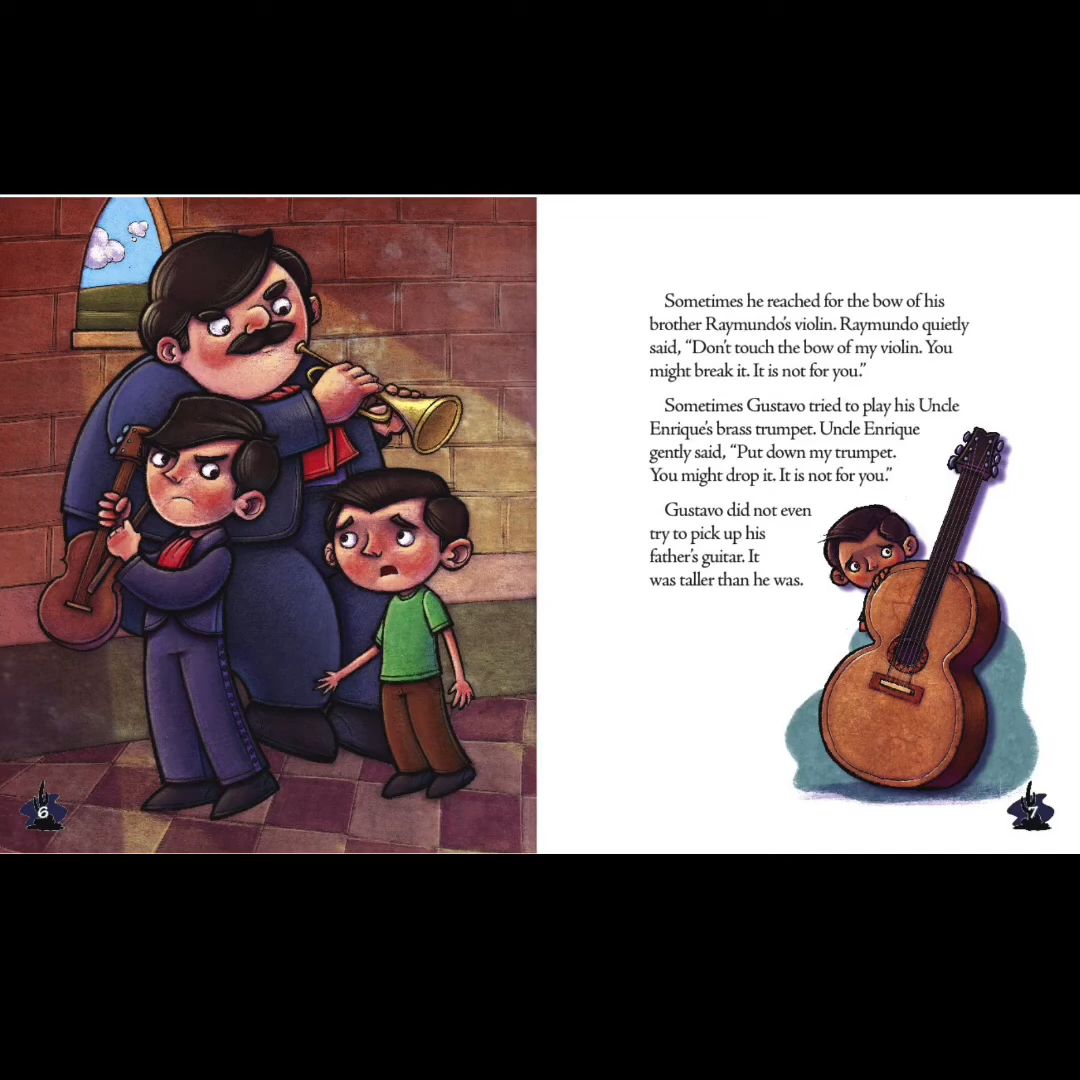 Sometimes he reached for the bow of his
brother Raymundo’s violin. Raymundo quietly
said, “Don’t touch the bow of my violin. You
might break it. It is not for you.”
Sometimes Gustavo tried to play his Uncle
Enrique’s brass trumpet. Uncle Enrique
gently said, “Put down my trumpet.
You might drop it. It is not for you.”
Gustavo did not even
try to pick up his
father’s guitar. It
was taller than he was.
6
7